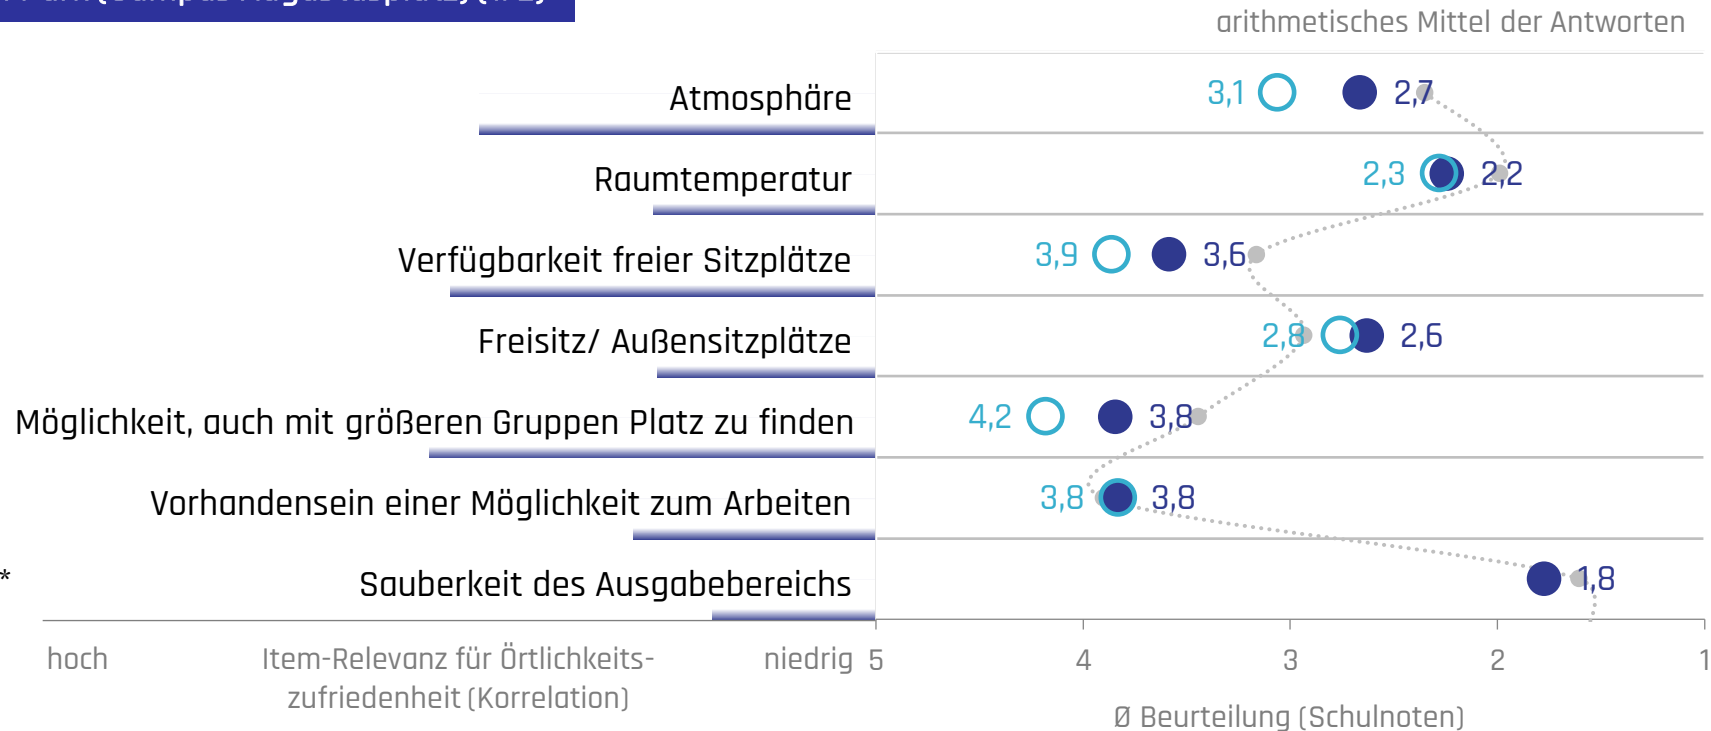 arithmetisches Mittel der Antworten
Atmosphäre
3,1
2,7
Raumtemperatur
2,3
2,2
Verfügbarkeit freier Sitzplätze
3,9
3,6
Freisitz/ Außensitzplätze
2,8
2,6
Möglichkeit, auch mit größeren Gruppen Platz zu finden
4,2
3,8
Vorhandensein einer Möglichkeit zum Arbeiten
3,8
3,8
*
Sauberkeit des Ausgabebereichs
1,8
hoch
Item-Relevanz für Örtlichkeits-
zufriedenheit (Korrelation)
niedrig
5
4
3
2
1
Ø Beurteilung (Schulnoten)